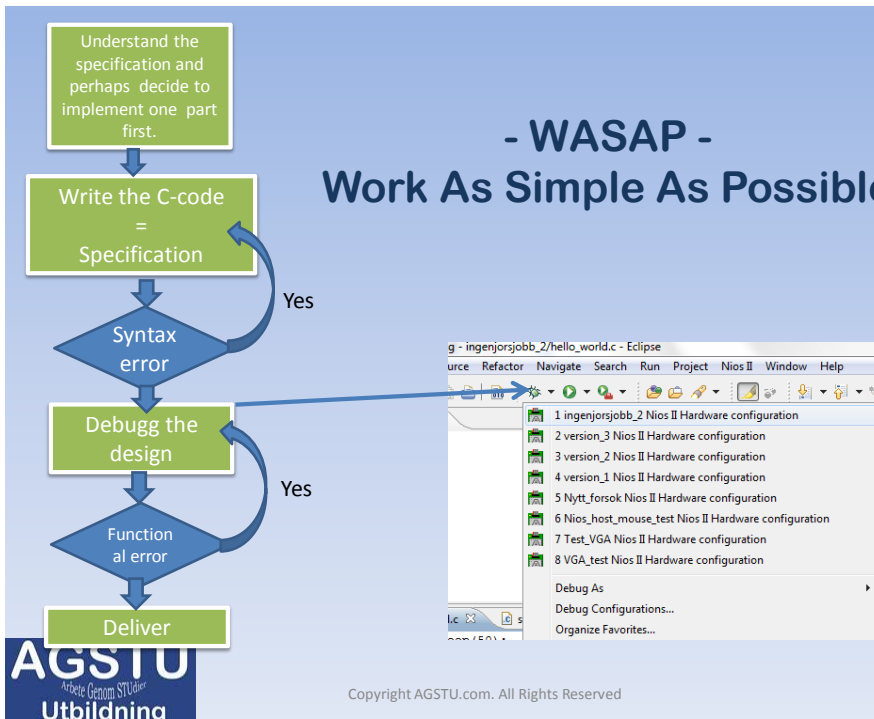 Understand the
specification and
perhaps decide to
implement one part
first.
- WASAP -
Work As Simple As Possible
Write the C-code
=
Specification
Yes
Syntax
error
Debugg the
design
Yes
Function
al error
Deliver
g - ingenjorsjobb_2/hello_world.c - Eclipse
urce Refactor Navigate Search Run Project Nios II Window Help
010
1 ingenjorsjobb_2 Nios II Hardware configuration
2 version_3 Nios II Hardware configuration
3 version_2 Nios II Hardware configuration
4 version_1 Nios II Hardware configuration
5 Nytt_forsok Nios II Hardware configuration
6 Nios_host_mouse_test Nios II Hardware configuration
7 Test_VGA Nios II Hardware configuration
8 VGA_test Nios II Hardware configuration
Debug As
Debug Configurations...
Organize Favorites...
l.c
s
AGSTU
Arbete Genom STUdier
Utbildning
Copyright AGSTU.com. All Rights Reserved